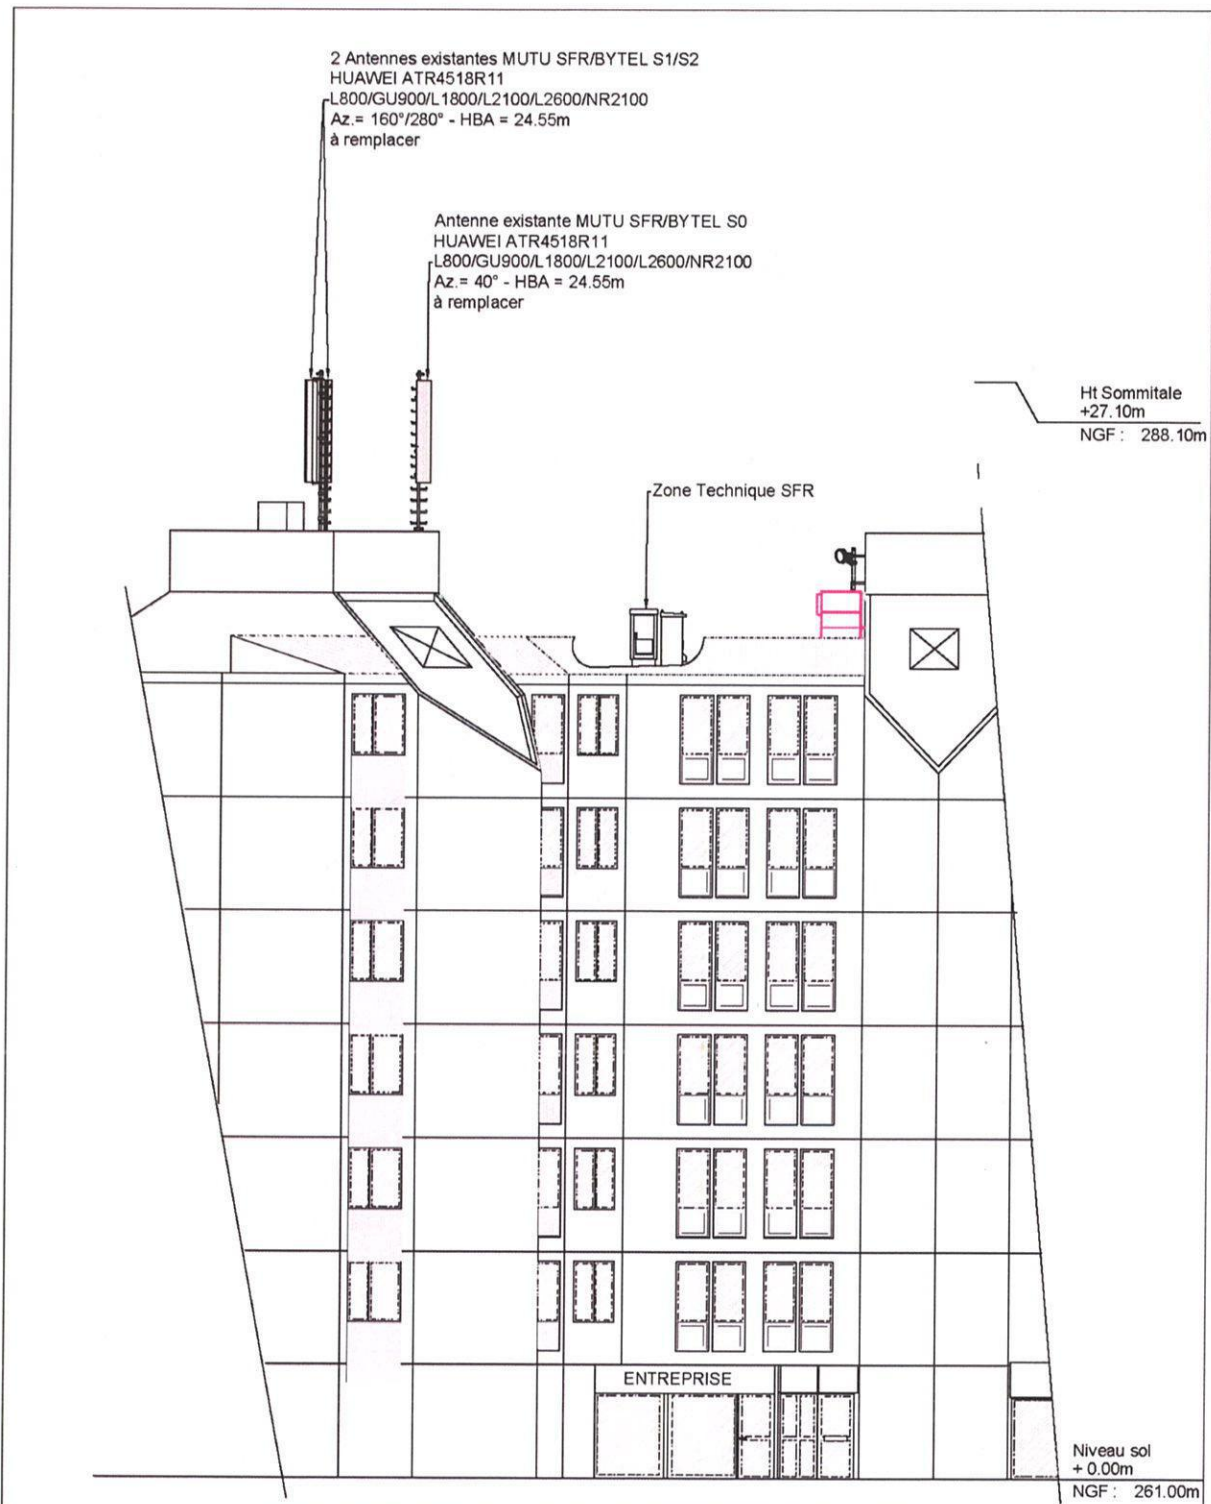 2 Antennes existantes MUTU SFR/BYTEL S1/S2
HUAWEI ATR4518R11
L800/GU900/L1800/L2100/L2600/NR2100
Az.= 160°/280° - HBA = 24.55m
à remplacer
Antenne existante MUTU SFR/BYTEL S0
HUAWEI ATR4518R11
L800/GU900/L1800/L2100/L2600/NR2100
Az.= 40° - HBA = 24.55m
à remplacer
Ht Sommitale
+27.10m
NGF : 288.10m
Zone Technique SFR
ENTREPRISE
Niveau sol
+ 0.00m
NGF : 261.00m